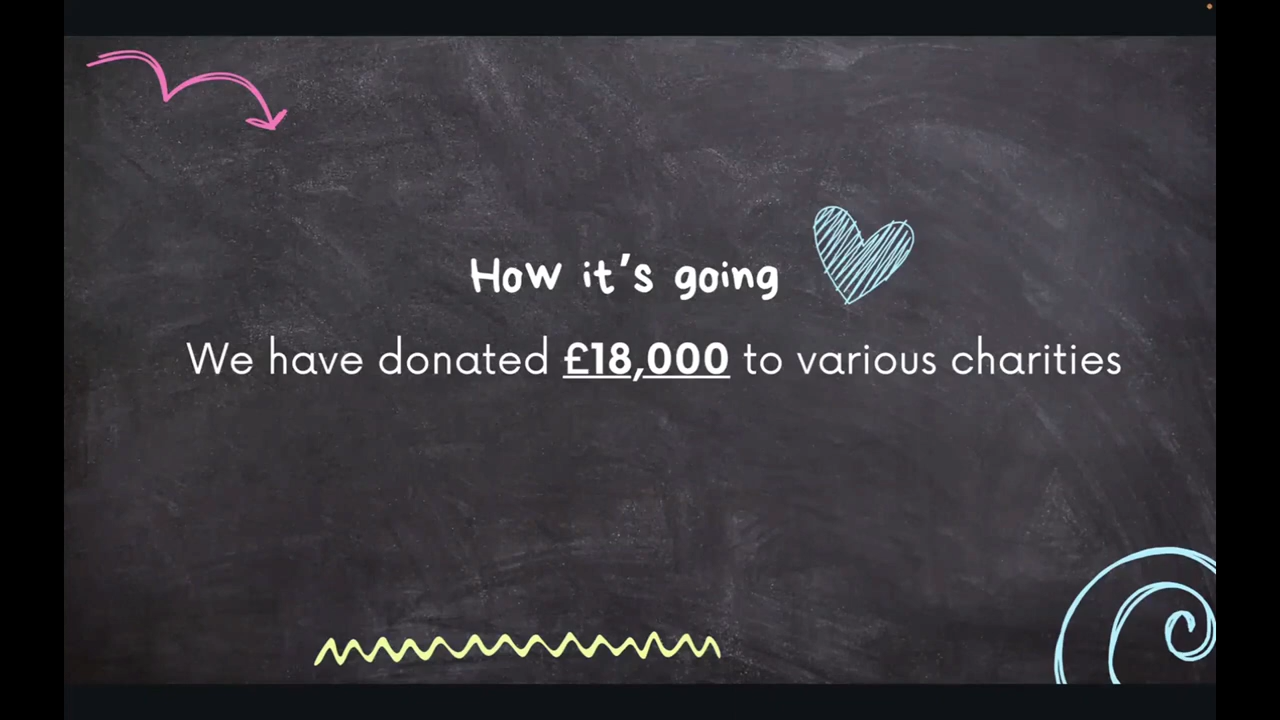 How it's going
We have donated £18,000 to various charities